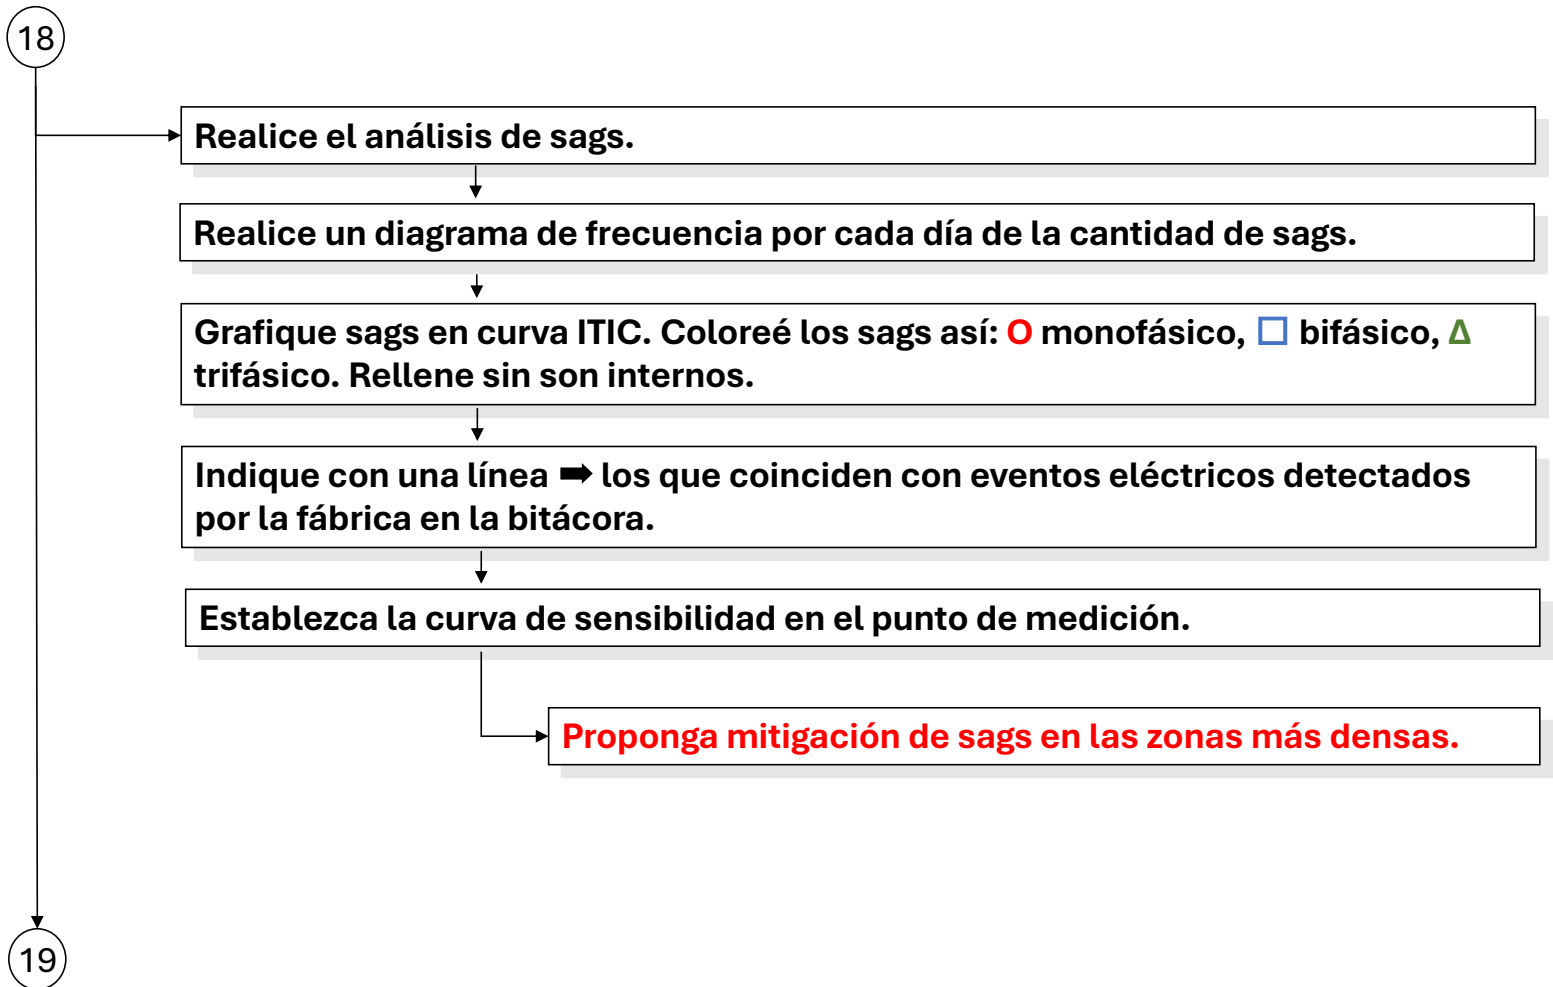 18
Realice el análisis de sags.
Realice un diagrama de frecuencia por cada día de la cantidad de sags.
Grafique sags en curva ITIC. Coloreé los sags así: O monofásico, □ bifásico, Δ
trifásico. Rellene sin son internos.
Indique con una línea ➡ los que coinciden con eventos eléctricos detectados
por la fábrica en la bitácora.
Establezca la curva de sensibilidad en el punto de medición.
Proponga mitigación de sags en las zonas más densas.
19